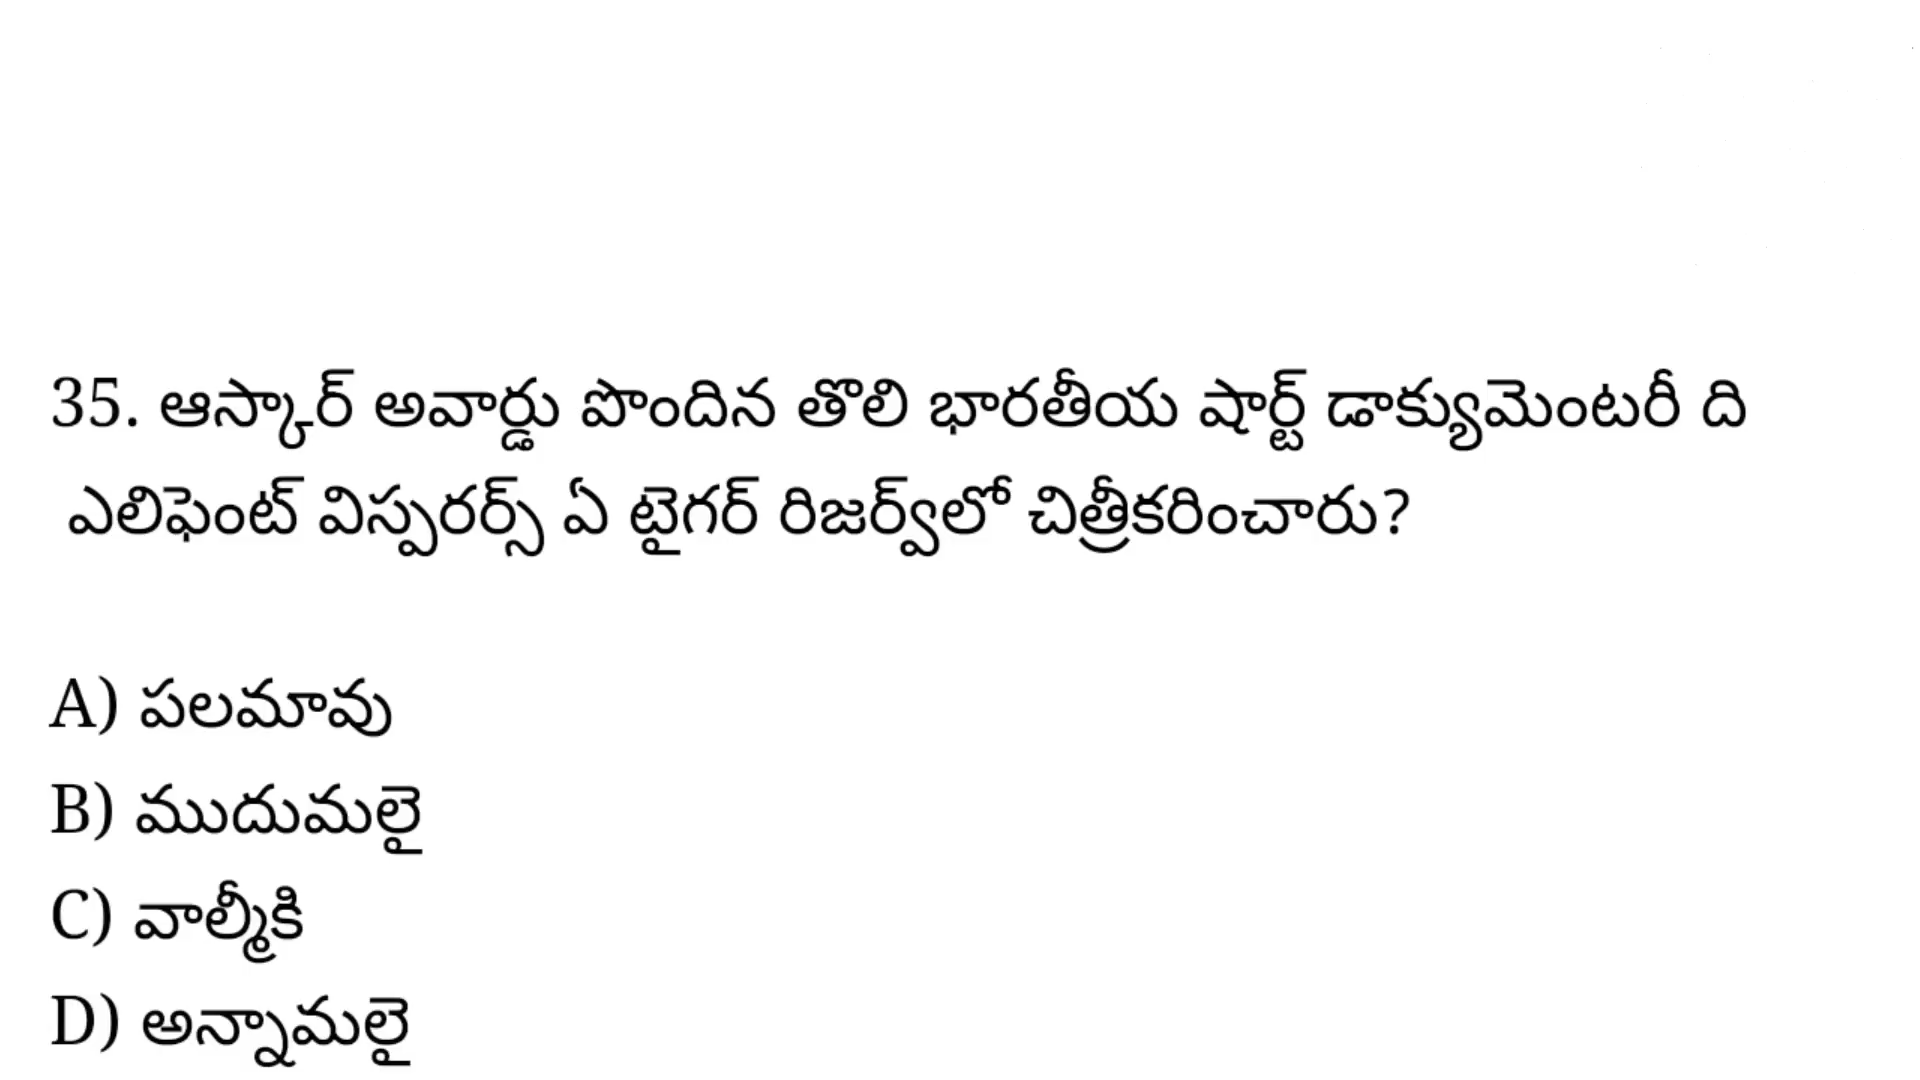 35. ఆస్కార్ అవార్డు పొందిన తొలి భారతీయ షార్ట్ డాక్యుమెంటరీ ది
ఎలిఫెంట్ విస్పరర్స్ ఏ టైగర్ రిజర్వ్‌లో చిత్రీకరించారు?
A) పలమావు
B) ముదుమలై
C) వాల్మీకి
D) అన్నామలై